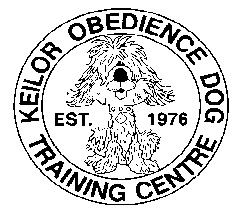 KEILOR OBEDIENCE DOG
EST. 1976
TRAINING CENTRE